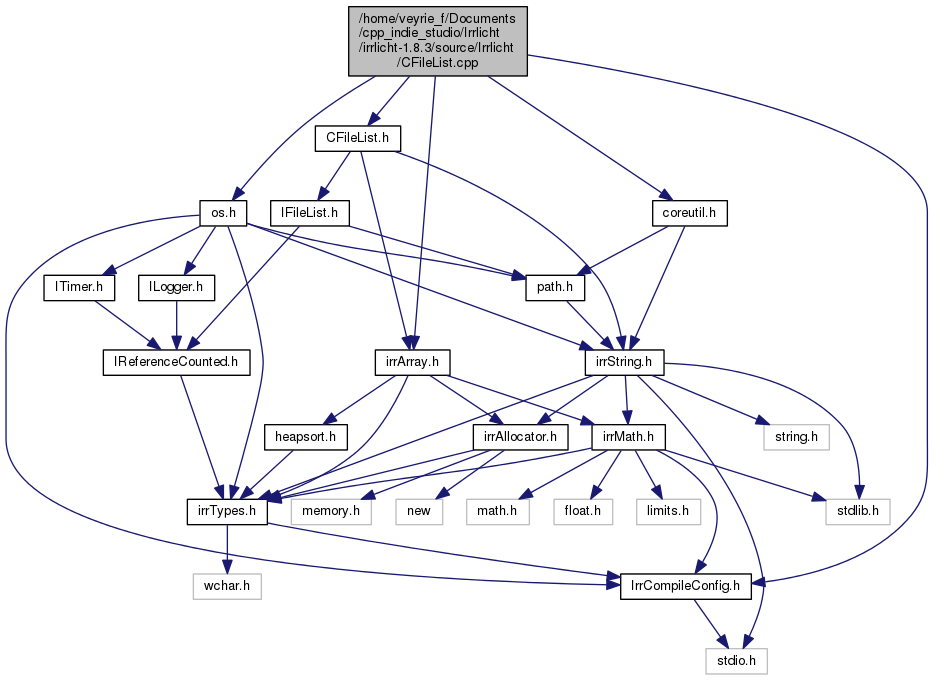 /home/veyrie_f/Documents
/cpp_indie_studio/Irrlicht
/irrlicht-1.8.3/source/Irrlicht
/CFileList.cpp
CFileList.h
os.h
IFileList.h
coreutil.h
ITimer.h
ILogger.h
path.h
IReferenceCounted.h
irrArray.h
irrString.h
heapsort.h
irrAllocator.h
irrMath.h
string.h
irrTypes.h
memory.h
new
math.h
float.h
limits.h
stdlib.h
wchar.h
IrrCompileConfig.h
stdio.h